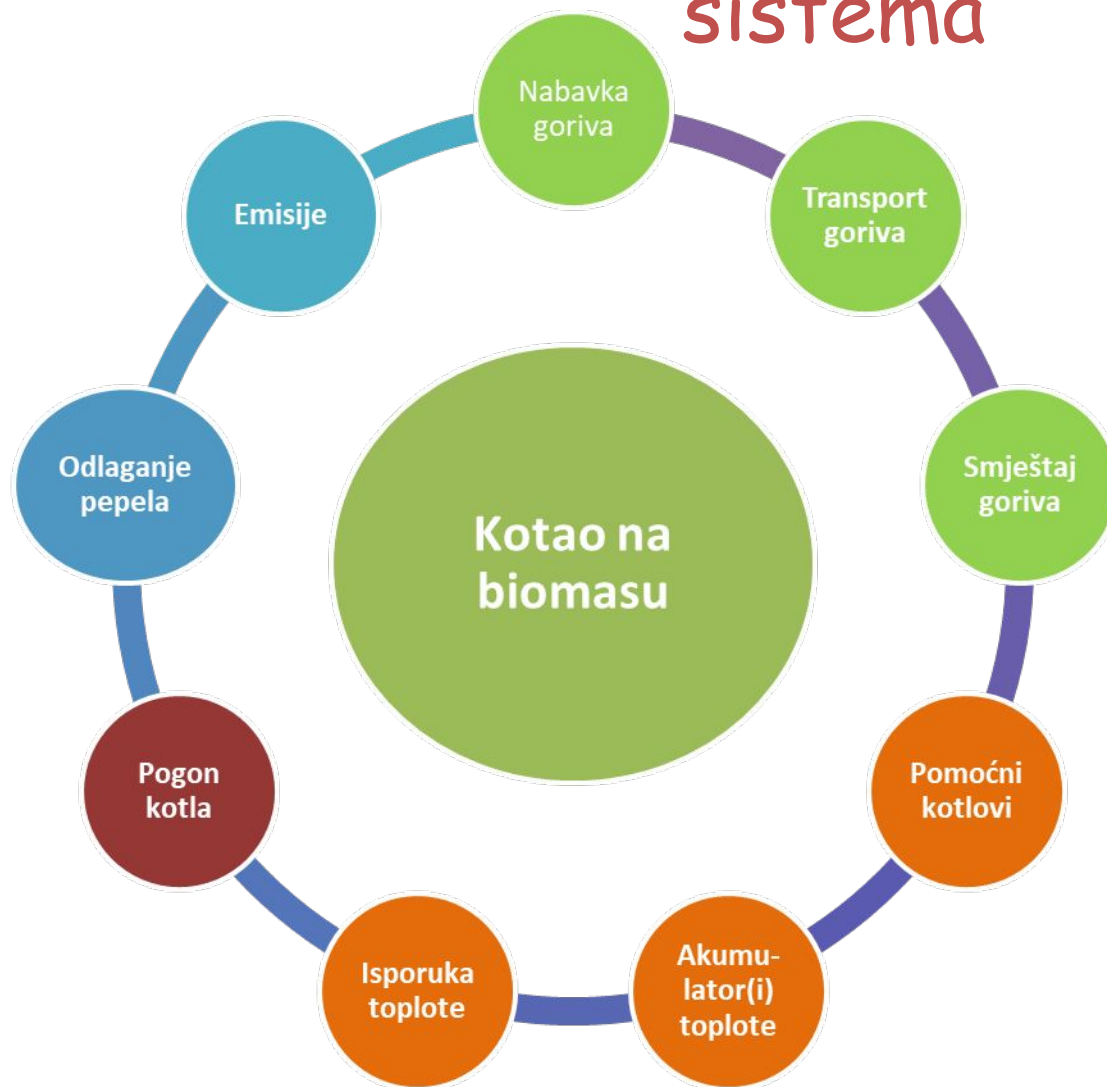 sistema
Nabavka
goriva
Transport
goriva
Smještaj
goriva
Pomoćni
kotlovi
Akumu-
lator(i)
toplote
Isporuka
toplote
Pogon
kotla
Odlaganje
pepela
Emisije
Kotao na
biomasu